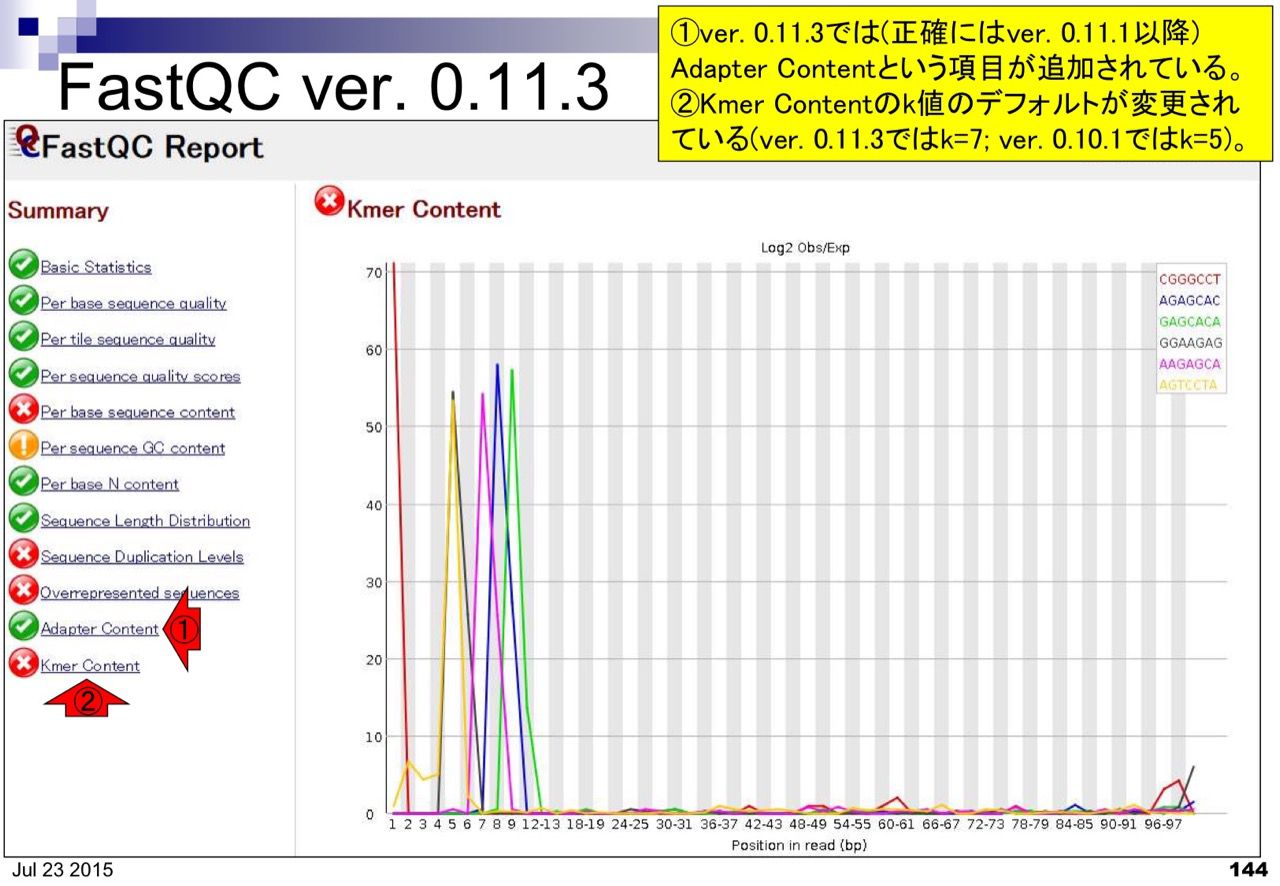 ①ver. 0.11.3では(正確にはver. 0.11.1以降)
Adapter Contentという項目が追加されている。
②Kmer Contentのk値のデフォルトが変更され
ている(ver. 0.11.3ではk=7; ver. 0.10.1ではk=5)。
FastQC ver. 0.11.3
FastQC Report
Summary
Basic Statistics
Per base sequence quality
Per tile sequence quality
Per sequence quality scores
Per base sequence content
Per sequence GC content
Per base N content
Sequence Length Distribution
Sequence Duplication Levels
Overrepresented sequences
Adapter Content
①
Kmer Content
②
Kmer Content
Log2 Obs/Exp
CGGGCCT
AGAGCAC
GAGCACA
GGAAGAG
AAGAGCA
AGTCCTA
70
60
50
40
30
20
10
0
1 2 3 4 5 6 7 8 9 12-13 18-19 24-25 30-31 36-37 42-43 48-49 54-55 60-61 66-67 72-73 78-79 84-85 90-91 96-97
Position in read (bp)
Jul 23 2015
144